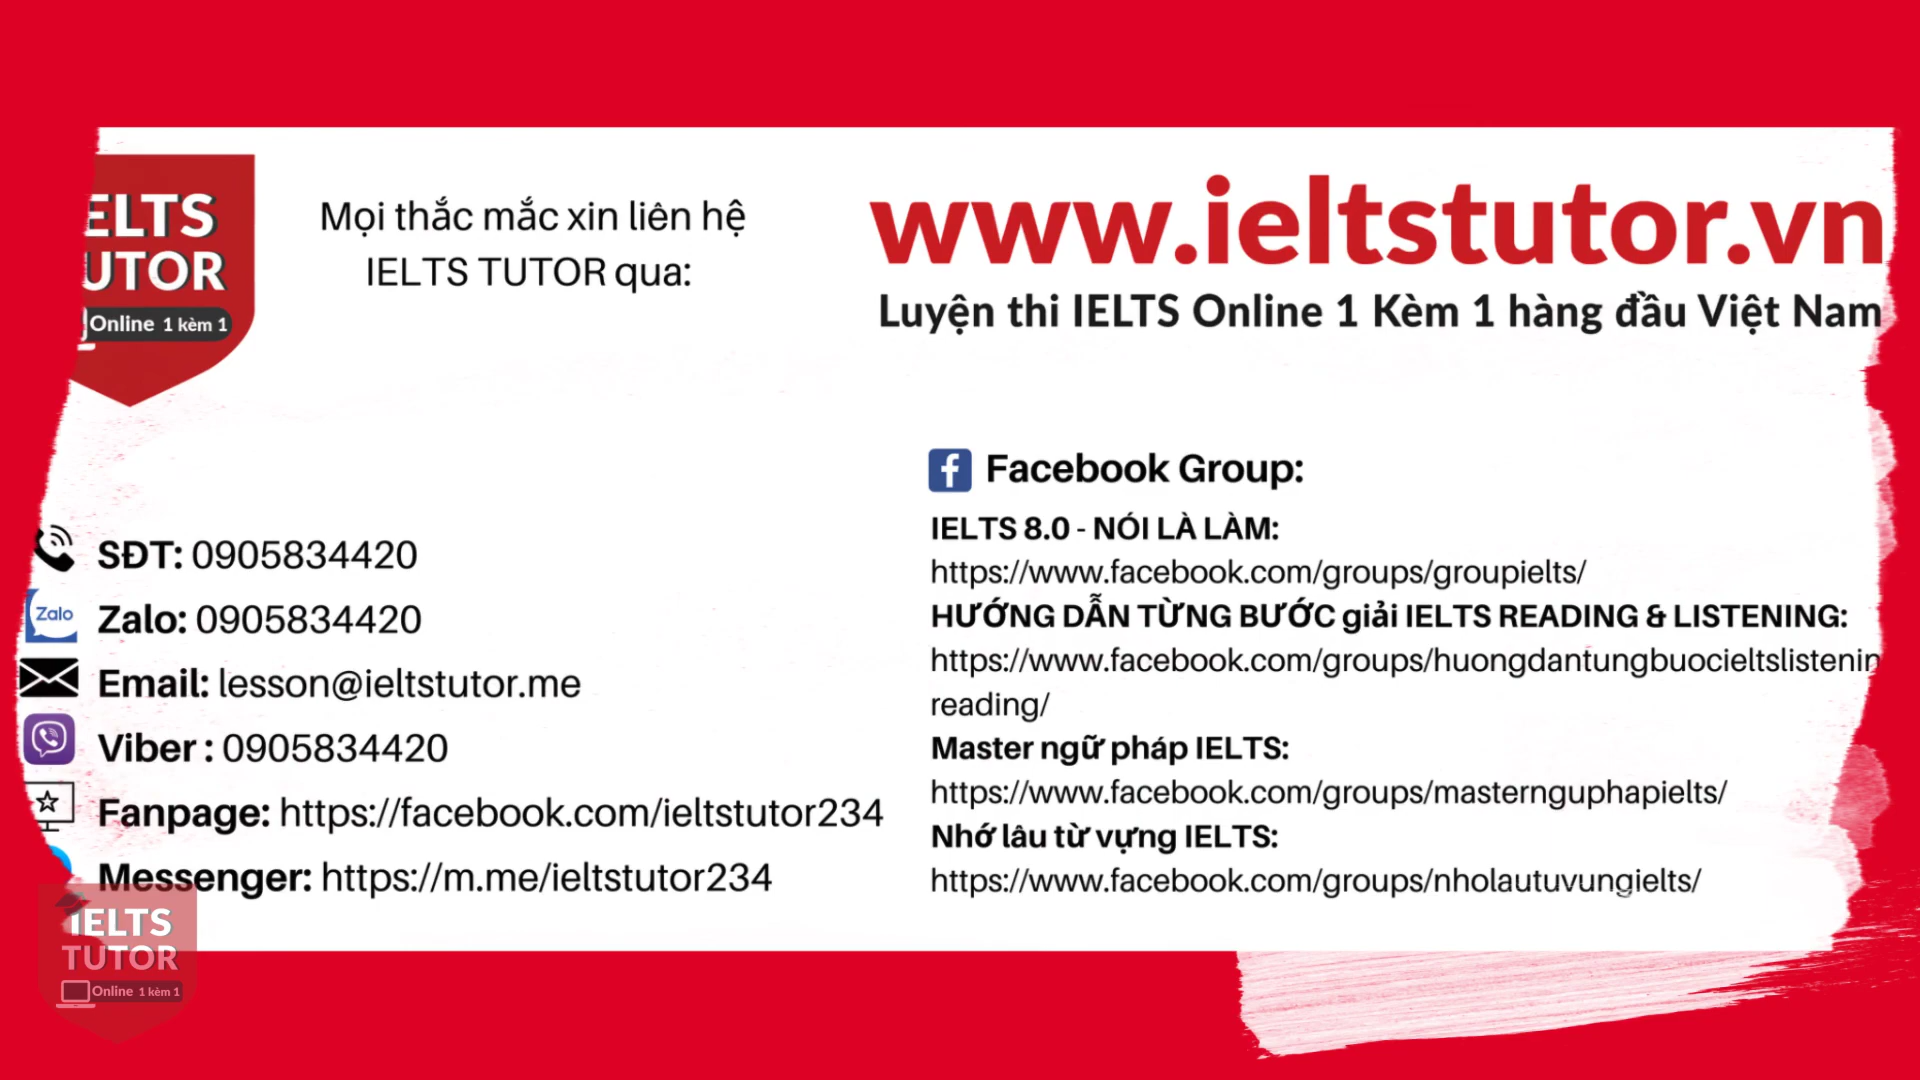 ELTS
UTOR
Online 1 kèm 1
Mọi thắc mắc xin liên hệ
IELTS TUTOR qua:
www.ieltstutor.vn
Luyện thi IELTS Online 1 Kèm 1 hàng đầu Việt Nam
SĐT: 0905834420
Zalo
Zalo: 0905834420
Email: lesson@ieltstutor.me
Viber : 0905834420
Fanpage: https://facebook.com/ieltstutor234
Messenger: https://m.me/ieltstutor234
Facebook Group:
IELTS 8.0 - NÓI LÀ LÀM:
https://www.facebook.com/groups/groupielts/
HƯỚNG DẪN TỪNG BƯỚC giải IELTS READING & LISTENING:
https://www.facebook.com/groups/huongdantungbuocieltslistenin
reading/
Master ngữ pháp IELTS:
https://www.facebook.com/groups/masternguphapielts/
Nhớ lâu từ vựng IELTS:
https://www.facebook.com/groups/nholautuvungielts/
IELTS
TUTOR
Online 1 kèm 1